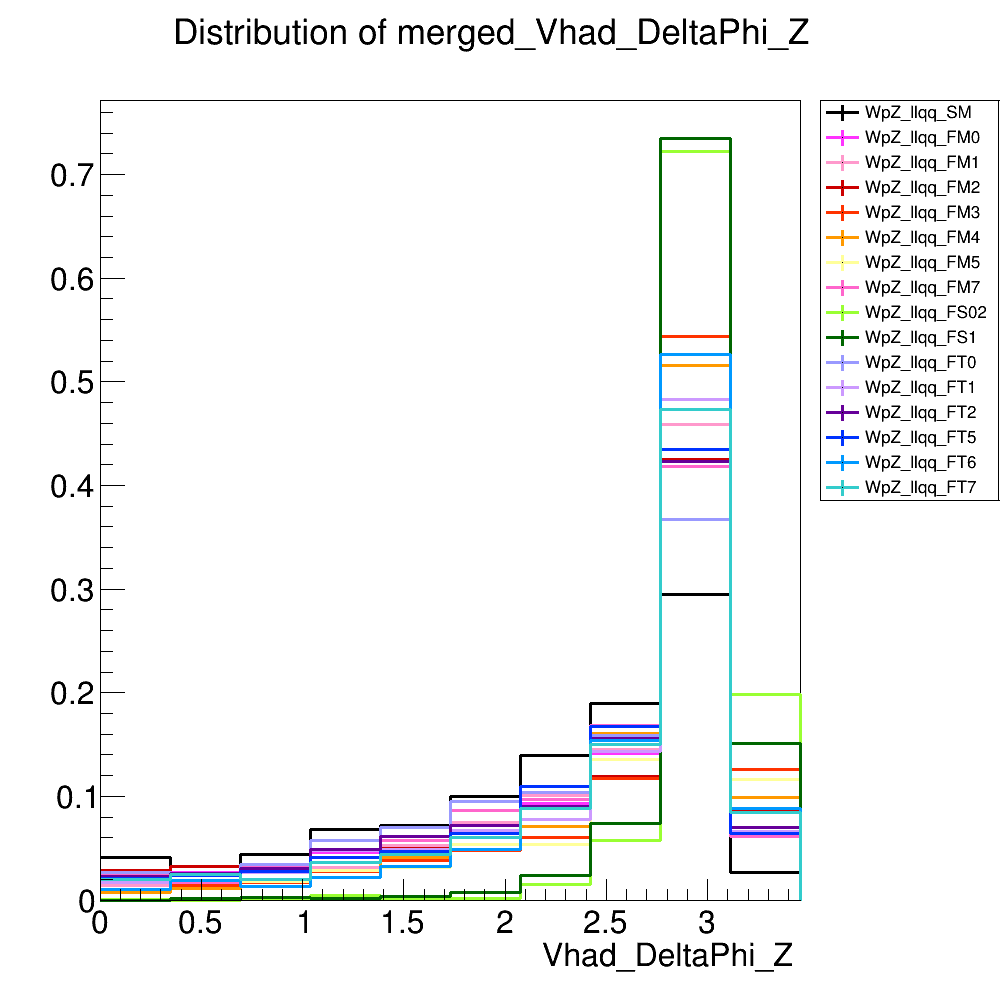 Distribution of merged_Vhad_DeltaPhi_Z
WpZ_llqq_SM
WpZ_llqq_FM0
WpZ_llqq_FM1
WpZ_llqq_FM2
WpZ_llqq_FM3
WpZ_llqq_FM4
WpZ_llqq_FM5
WpZ_llqq_FM7
WpZ_llqq_FS02
WpZ_llqq_FS1
WpZ_llqq_FT0
WpZ_llqq_FT1
WpZ_llqq_FT2
WpZ_llqq_FT5
WpZ_llqq_FT6
WpZ_llqq_FT7
0.7
0.6
0.5
0.4
0.3
0.2
0.1
0
0 0.5 1 1.5 2 2.5 3
Vhad_DeltaPhi_Z